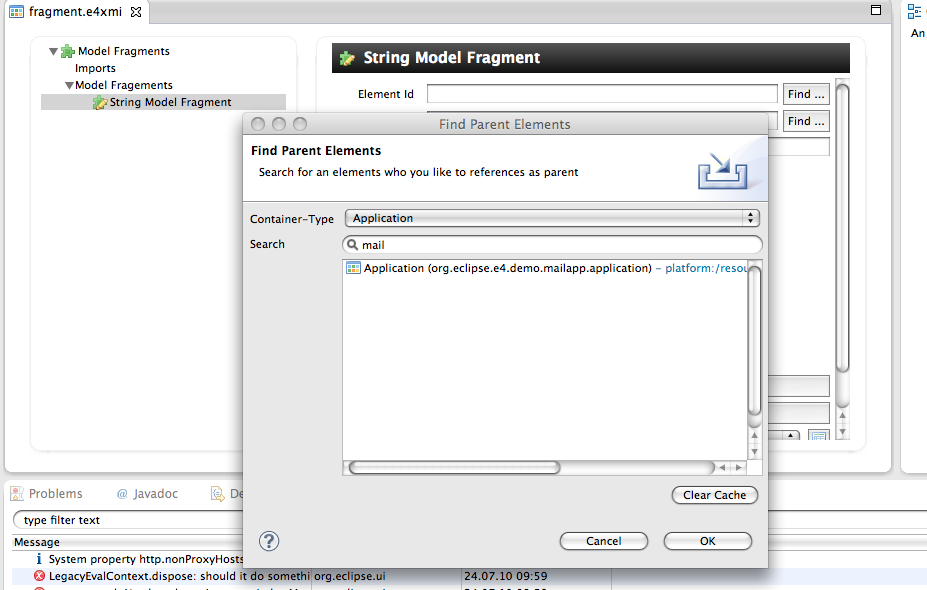 fragment.e4xmi
An
Model Fragments
Imports
Model Fragements
String Model Fragment
String Model Fragment
Element Id
Find ...
Find ...
Find Parent Elements
Find Parent Elements
Search for an elements who you like to references as parent
Container-Type
Application
Search
mail
Application (org.eclipse.e4.demo.mailapp.application) - platform:/resou
Clear Cache
Cancel
OK
Problems
@ Javadoc
De
type filter text
Message
System property http.nonProxyHosts
LegacyEvalContext.dispose: should it do somethi org.eclipse.ui 24.07.10 09:59